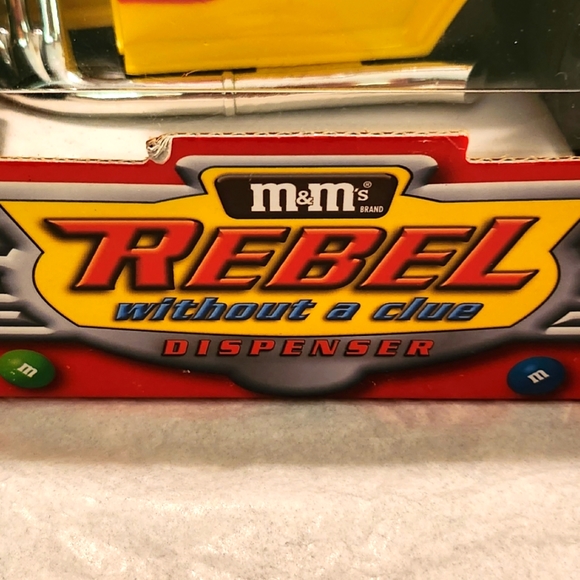 m&m's®
BRAND
REBEL
without a clue
DISPENSER
m
m